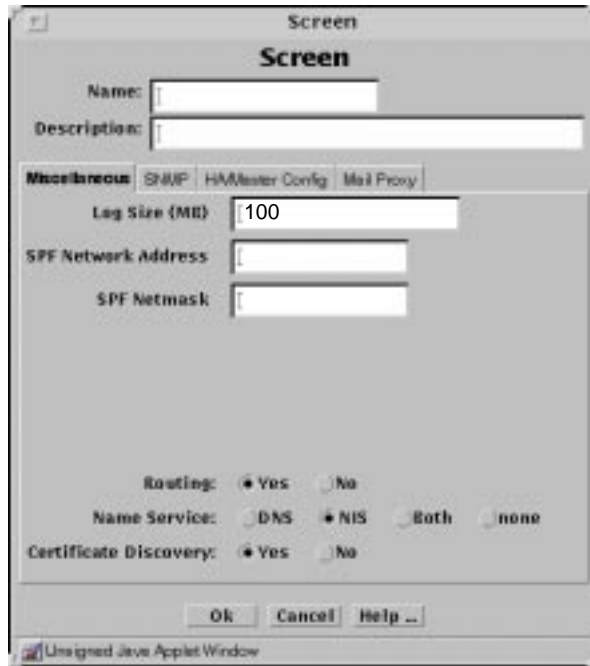 Screen
Screen
Name:
Description:
Miscellaneous SNMP HA/Master Config Mail Proxy
Log Size (MB) 100
SPF Network Address
SPF Netmask
Routing: Yes No
Name Service: DNS NIS Both none
Certificate Discovery: Yes No
Ok Cancel Help ...
Unsigned Java Applet Window